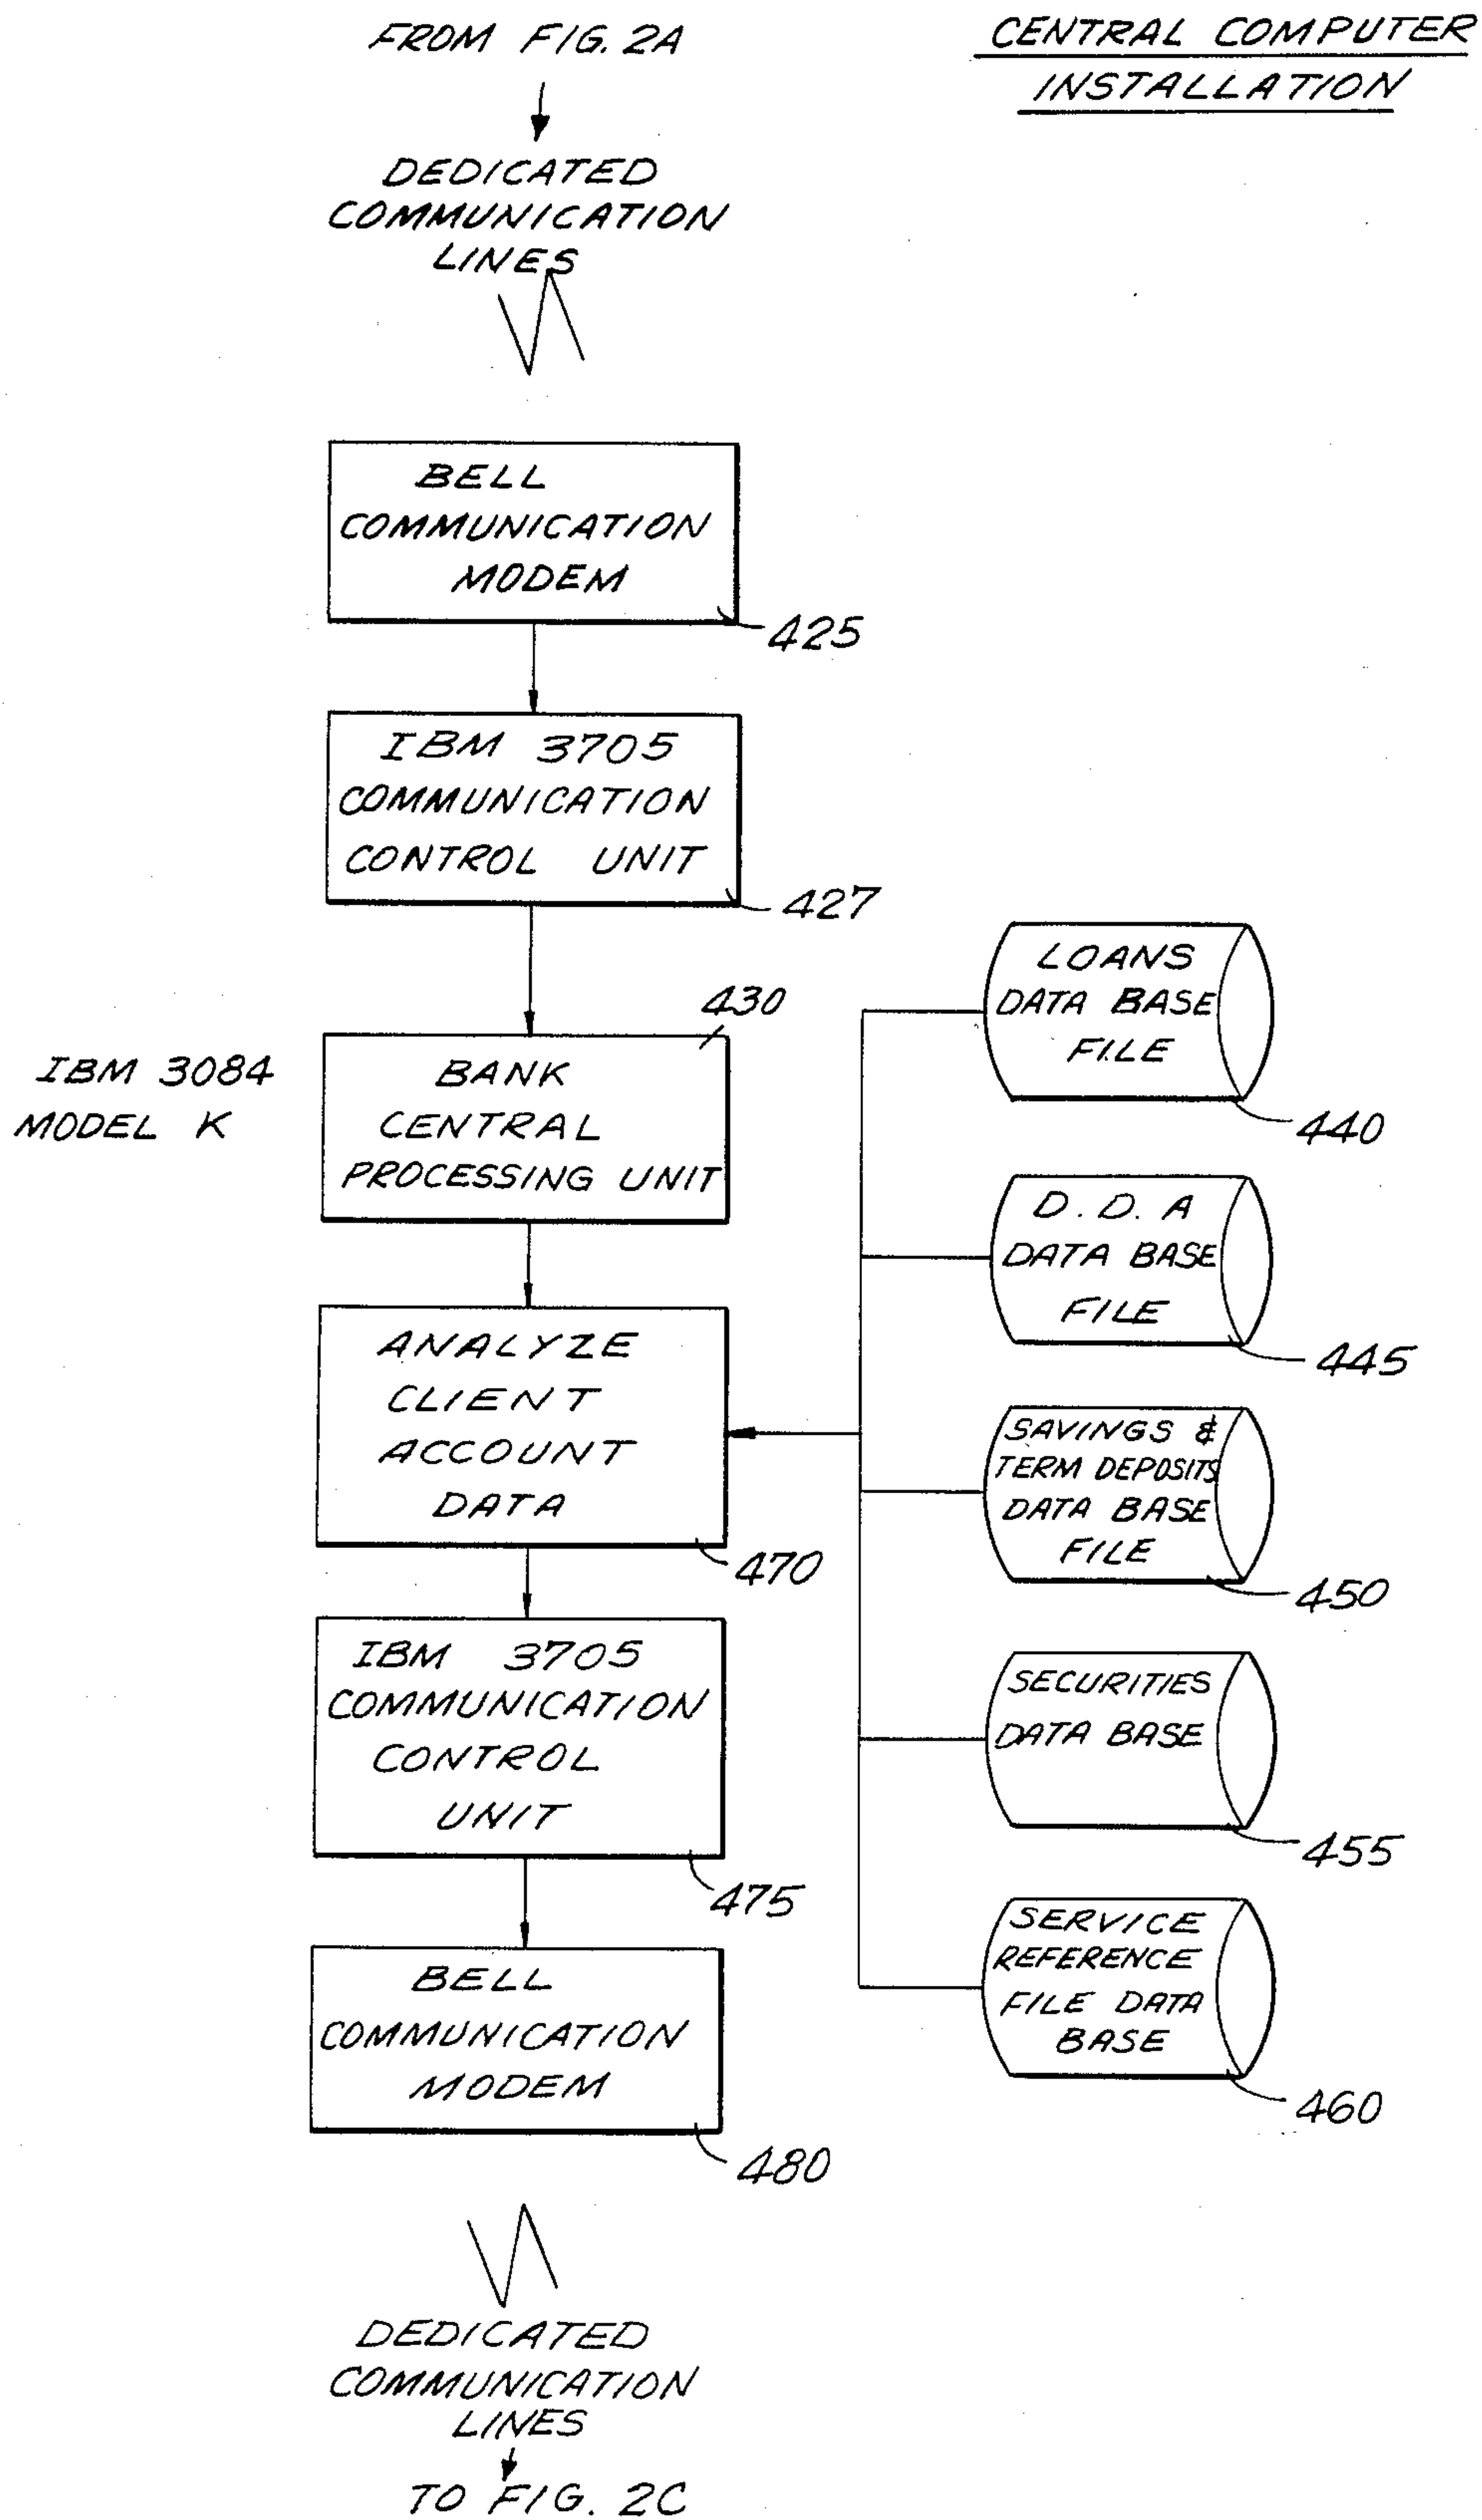 FROM FIG. 2A
CENTRAL COMPUTER
INSTALLATION
DEDICATED
COMMUNICATION
LINES
BELL
COMMUNICATION
MODEM
425
IBM 3705
COMMUNICATION
CONTROL UNIT
427
430
IBM 3084
MODEL K
BANK
CENTRAL
PROCESSING UNIT
LOANS
DATA BASE
FILE
440
D.D.A
DATA BASE
FILE
445
ANALYZE
CLIENT
ACCOUNT
DATA
470
SAVINGS &
TERM DEPOSITS
DATA BASE
FILE
450
IBM 3705
COMMUNICATION
CONTROL
UNIT
475
SECURITIES
DATA BASE
455
SERVICE
REFERENCE
FILE DATA
BASE
460
BELL
COMMUNICATION
MODEM
480
DEDICATED
COMMUNICATION
LINES
TO FIG. 2C